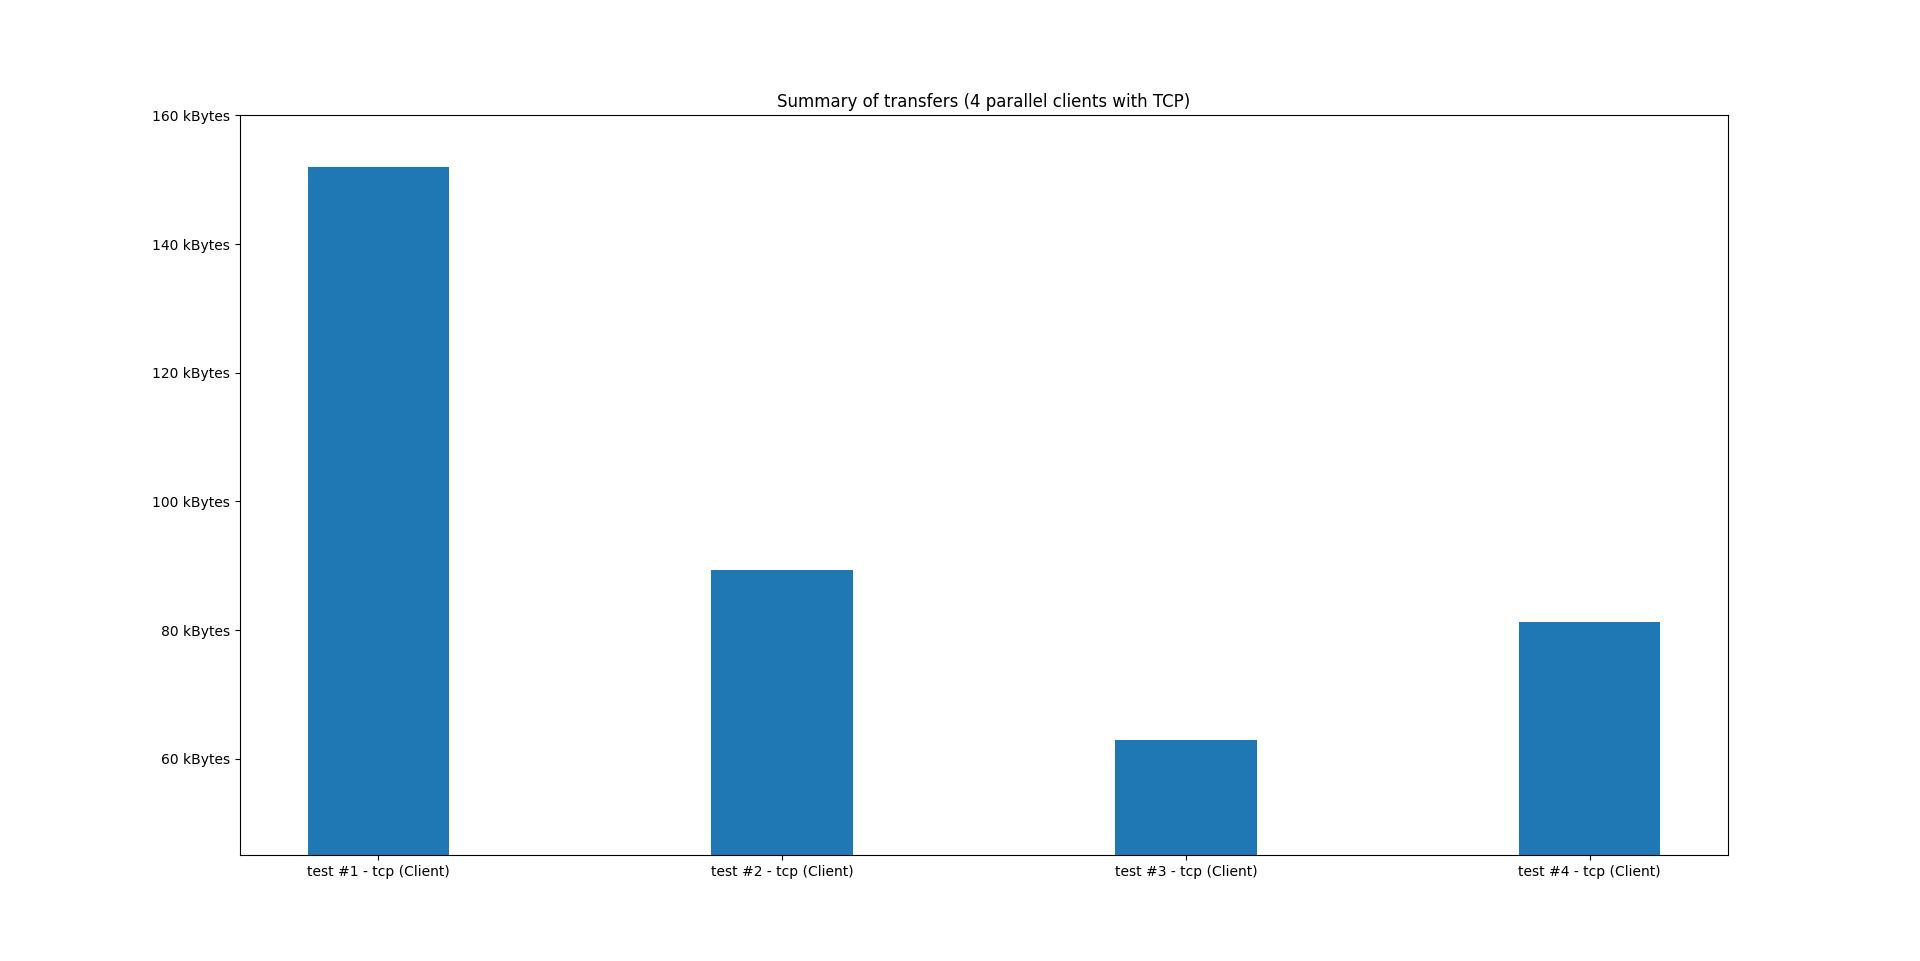 Summary of transfers (4 parallel clients with TCP)
160 kBytes
140 kBytes
120 kBytes
100 kBytes
80 kBytes
60 kBytes
test #1 - tcp (Client)
test #2 - tcp (Client)
test #3 - tcp (Client)
test #4 - tcp (Client)